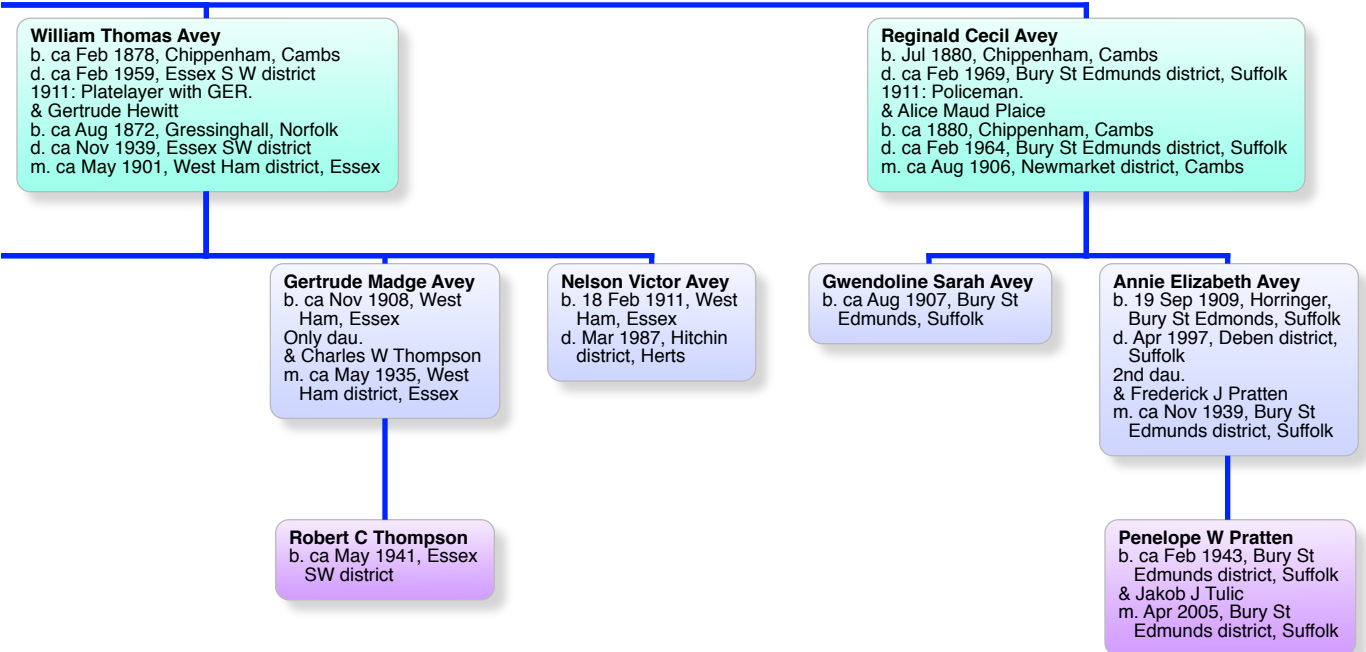 William Thomas Avey
b. ca Feb 1878, Chippenham, Cambs
d. ca Feb 1959, Essex S W district
1911: Platelayer with GER.
& Gertrude Hewitt
b. ca Aug 1872, Gressinghall, Norfolk
d. ca Nov 1939, Essex SW district
m. ca May 1901, West Ham district, Essex
Reginald Cecil Avey
b. Jul 1880, Chippenham, Cambs
d. ca Feb 1969, Bury St Edmunds district, Suffolk
1911: Policeman.
& Alice Maud Plaice
b. ca 1880, Chippenham, Cambs
d. ca Feb 1964, Bury St Edmunds district, Suffolk
m. ca Aug 1906, Newmarket district, Cambs
Gertrude Madge Avey
b. ca Nov 1908, West
Ham, Essex
Only dau.
& Charles W Thompson
m. ca May 1935, West
Ham district, Essex
Nelson Victor Avey
b. 18 Feb 1911, West
Ham, Essex
d. Mar 1987, Hitchin
district, Herts
Gwendoline Sarah Avey
b. ca Aug 1907, Bury St
Edmunds, Suffolk
Annie Elizabeth Avey
b. 19 Sep 1909, Horringer,
Bury St Edmonds, Suffolk
d. Apr 1997, Deben district,
Suffolk
2nd dau.
& Frederick J Pratten
m. ca Nov 1939, Bury St
Edmunds district, Suffolk
Robert C Thompson
b. ca May 1941, Essex
SW district
Penelope W Pratten
b. ca Feb 1943, Bury St
Edmunds district, Suffolk
& Jakob J Tulic
m. Apr 2005, Bury St
Edmunds district, Suffolk